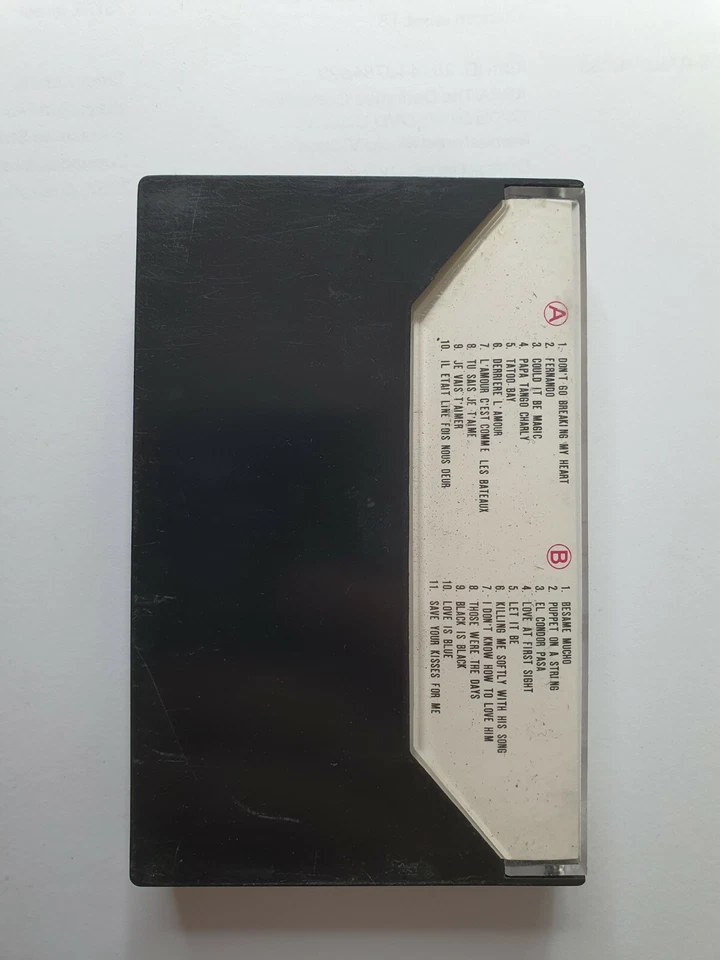 A
1. DON'T GO BREAKING MY HEART
2. FERNANDO
3. COULD IT BE MAGIC
4. PAPA TANGO CHARLY
5. TATOO BAY
6. DERRIERE L'AMOUR
7. L'AMOUR C'EST COMME LES BATEAUX
8. TU SAIS JE T'AIME
9. JE VAIS T'AIMER
10. IL ETAIT LINE FOIS NOUS DEUR
B
1. BESAME MUCHO
2. PUPPET ON A STRING
3. EL CONDOR PASA
4. LOVE AT FIRST SIGHT
5. LET IT BE
6. KILLING ME SOFTLY WITH HIS SONG
7. I DON'T KNOW HOW TO LOVE HIM
8. THOSE WERE THE DAYS
9. BLACK IS BLACK
10. LOVE IS BLUE
11. SAVE YOUR KISSES FOR ME